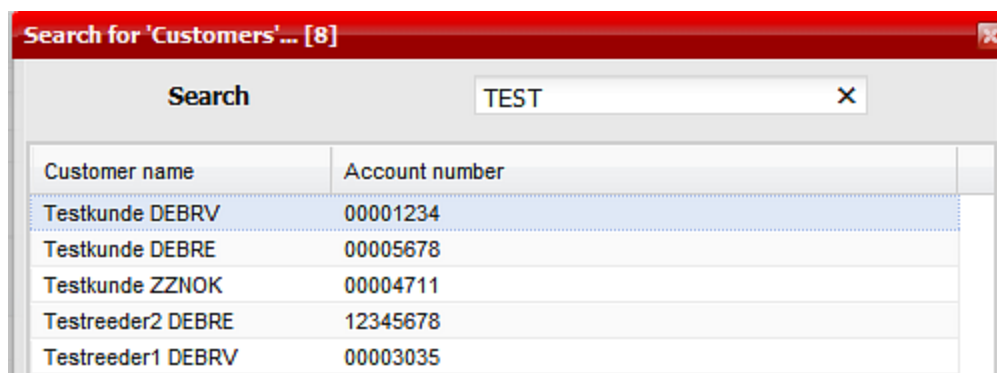 Search for 'Customers'... [8]
Search TEST
Customer name Account number
Testkunde DEBRV 00001234
Testkunde DEBRE 00005678
Testkunde ZZNOK 00004711
Testreeder2 DEBRE 12345678
Testreeder1 DEBRV 00003035